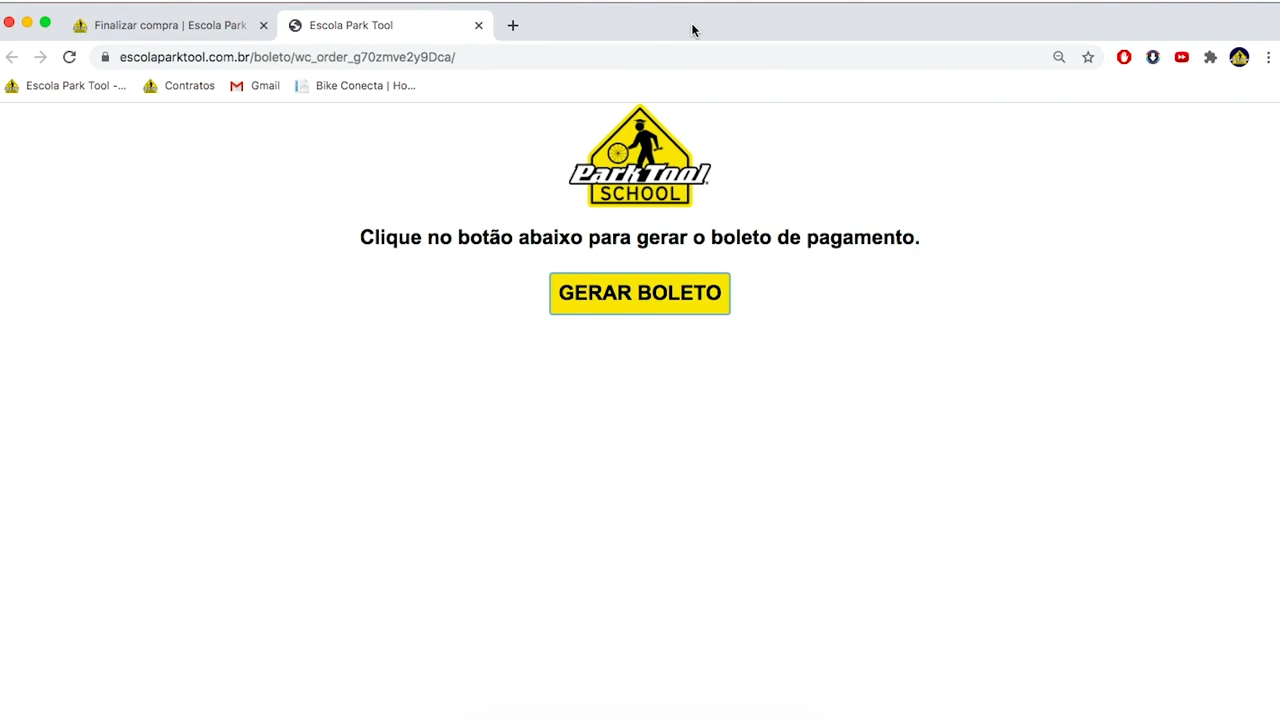 Finalizar compra | Escola Park
Escola Park Tool
escolaparktool.com.br/boleto/wc_order_g70zmve2y9Dca/
Escola Park Tool -...
Contratos
Gmail
Bike Conecta | Ho...
Park Tool
SCHOOL
Clique no botão abaixo para gerar o boleto de pagamento.
GERAR BOLETO